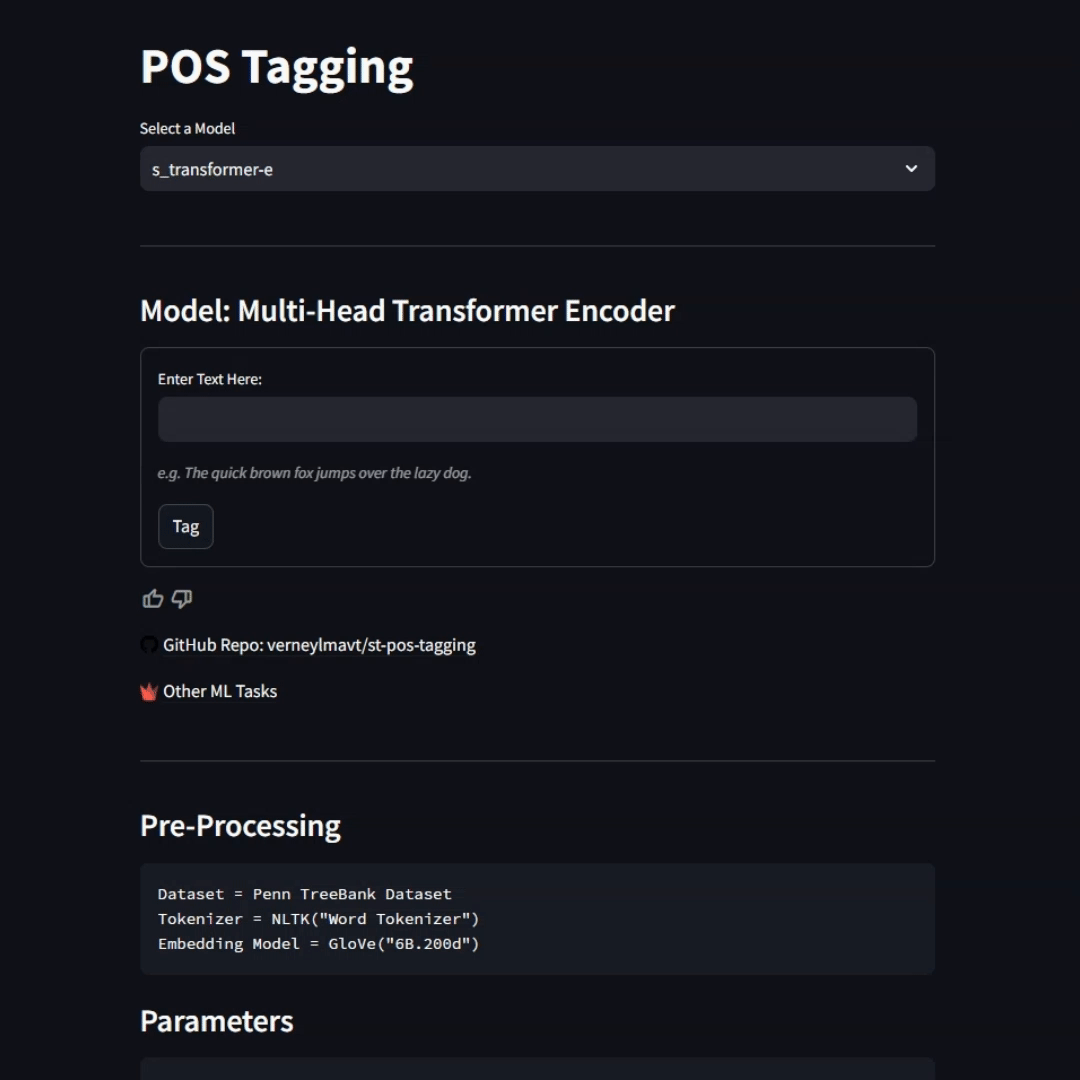 POS Tagging
Select a Model
s_transformer-e
Model: Multi-Head Transformer Encoder
Enter Text Here:
e.g. The quick brown fox jumps over the lazy dog.
Tag
GitHub Repo: verneylmavt/st-pos-tagging
Other ML Tasks
Pre-Processing
Dataset = Penn TreeBank Dataset
Tokenizer = NLTK("Word Tokenizer")
Embedding Model = GloVe("6B.200d")
Parameters